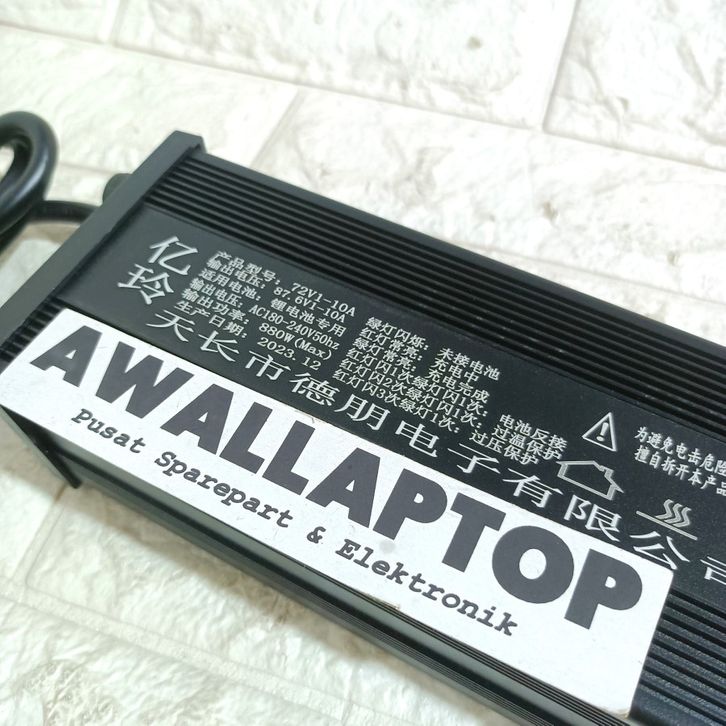 亿玲
产品型号：72V1-10A
输出电压：87.6V1-10A
适用电池：锂电池专用
输出电压：AC180-240V50hz
输出功率：880W(Max)
生产日期：2023.12
绿灯闪烁：未接电池
红灯常亮：充电中
绿灯常亮：充电完成
红灯闪1次绿灯闪1次：电池反接
红灯闪2次绿灯闪1次：过温保护
红灯闪3次绿灯闪1次：过压保护
为避免电击危险
擅自拆开本产品
天长市德朋电子有限公司
AWALLAPTOP
Pusat Sparepart & Elektronik